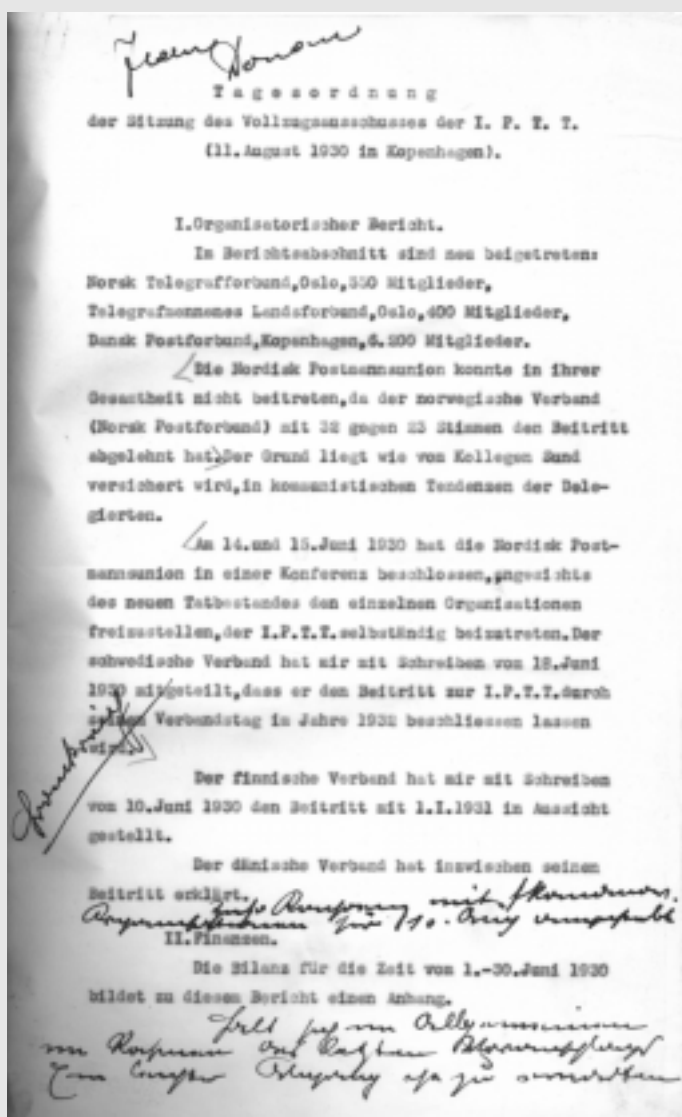 Tagesordnung
der Sitzung des Vollzugsausschusses der I. P. T. T.
(11.August 1930 in Kopenhagen).
I.Organisatorischer Bericht.
In Berichtsabschnitt sind neu beigetreten:
Norsk Telegrafforbund,Oslo,550 Mitglieder,
Telegrafmennenes Landsforbund,Oslo,400 Mitglieder,
Dansk Postforbund,Kopenhagen,6.200 Mitglieder.
Die Nordisk Postmannsunion konnte in ihrer
Gesamtheit nicht beitreten,da der norwegische Verband
(Norsk Postforbund) mit 32 gegen 23 Stimmen den Beitritt
abgelehnt hat.Der Grund liegt wie von Kollegen Sund
versichert wird,in kommunistischen Tendenzen der Dele-
gierten.
Am 14.und 15.Juni 1930 hat die Nordisk Post-
mannsunion in einer Konferenz beschlossen,angesichts
des neuen Tatbestandes den einzelnen Organisationen
freizustellen,der I.P.T.T.selbständig beizutreten.Der
schwedische Verband hat mir mit Schreiben vom 18.Juni
1930 mitgeteilt,dass er den Beitritt zur I.P.T.T.durch
seinen Verbandstag im Jahre 1932 beschliessen lassen
wird.
Der finnische Verband hat mir mit Schreiben
vom 10.Juni 1930 den Beitritt mit 1.I.1931 in Aussicht
gestellt.
Der dänische Verband hat inzwischen seinen
Beitritt erklärt.
mit
für 10. Aug
II.Finanzen.
Die Bilanz für die Zeit vom 1.-30.Juni 1930
bildet zu diesem Bericht einen Anhang.